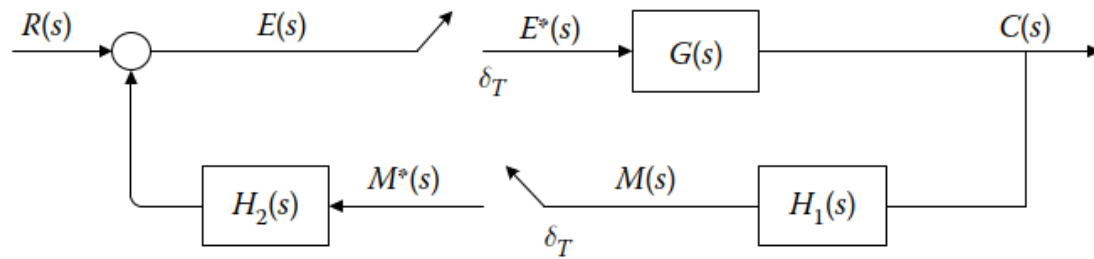 R(s) E(s) E*(s) C(s)
G(s)
δT
M*(s) M(s)
H2(s) H1(s)
δT